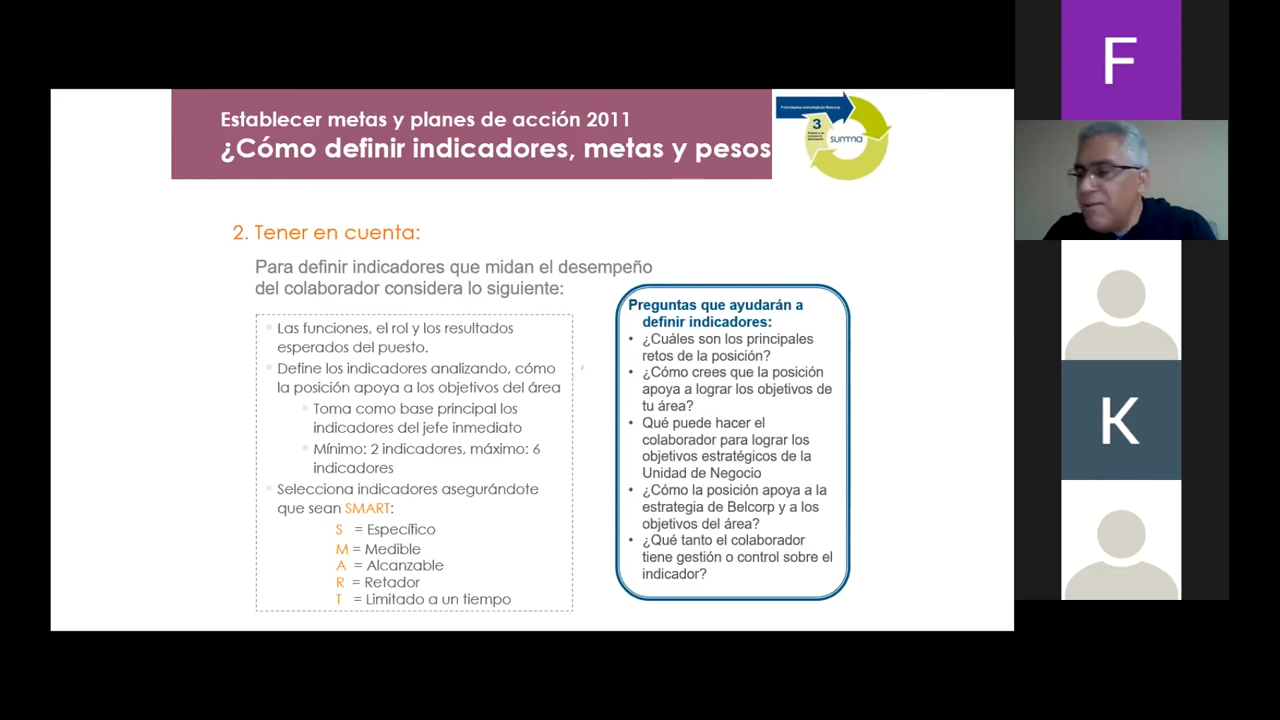 Establecer metas y planes de acción 2011
¿Cómo definir indicadores, metas y pesos
Prioridades estratégicas Belcorp
3
summa
2. Tener en cuenta:
Para definir indicadores que midan el desempeño
del colaborador considera lo siguiente:
Las funciones, el rol y los resultados
esperados del puesto.
Define los indicadores analizando, cómo
la posición apoya a los objetivos del área
Toma como base principal los
indicadores del jefe inmediato
Mínimo: 2 indicadores, máximo: 6
indicadores
Selecciona indicadores asegurándote
que sean SMART:
S = Específico
M = Medible
A = Alcanzable
R = Retador
T = Limitado a un tiempo
Preguntas que ayudarán a
definir indicadores:
• ¿Cuáles son los principales
retos de la posición?
• ¿Cómo crees que la posición
apoya a lograr los objetivos de
tu área?
• Qué puede hacer el
colaborador para lograr los
objetivos estratégicos de la
Unidad de Negocio
• ¿Cómo la posición apoya a la
estrategia de Belcorp y a los
objetivos del área?
• ¿Qué tanto el colaborador
tiene gestión o control sobre el
indicador?
F
K